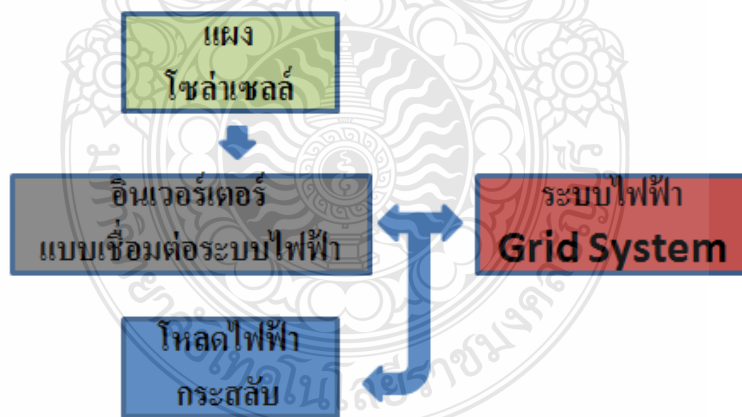 แผง
โซล่าเซลล์
อินเวอร์เตอร์
แบบเชื่อมต่อระบบไฟฟ้า
ระบบไฟฟ้า
Grid System
โหลดไฟฟ้า
กระสลับ